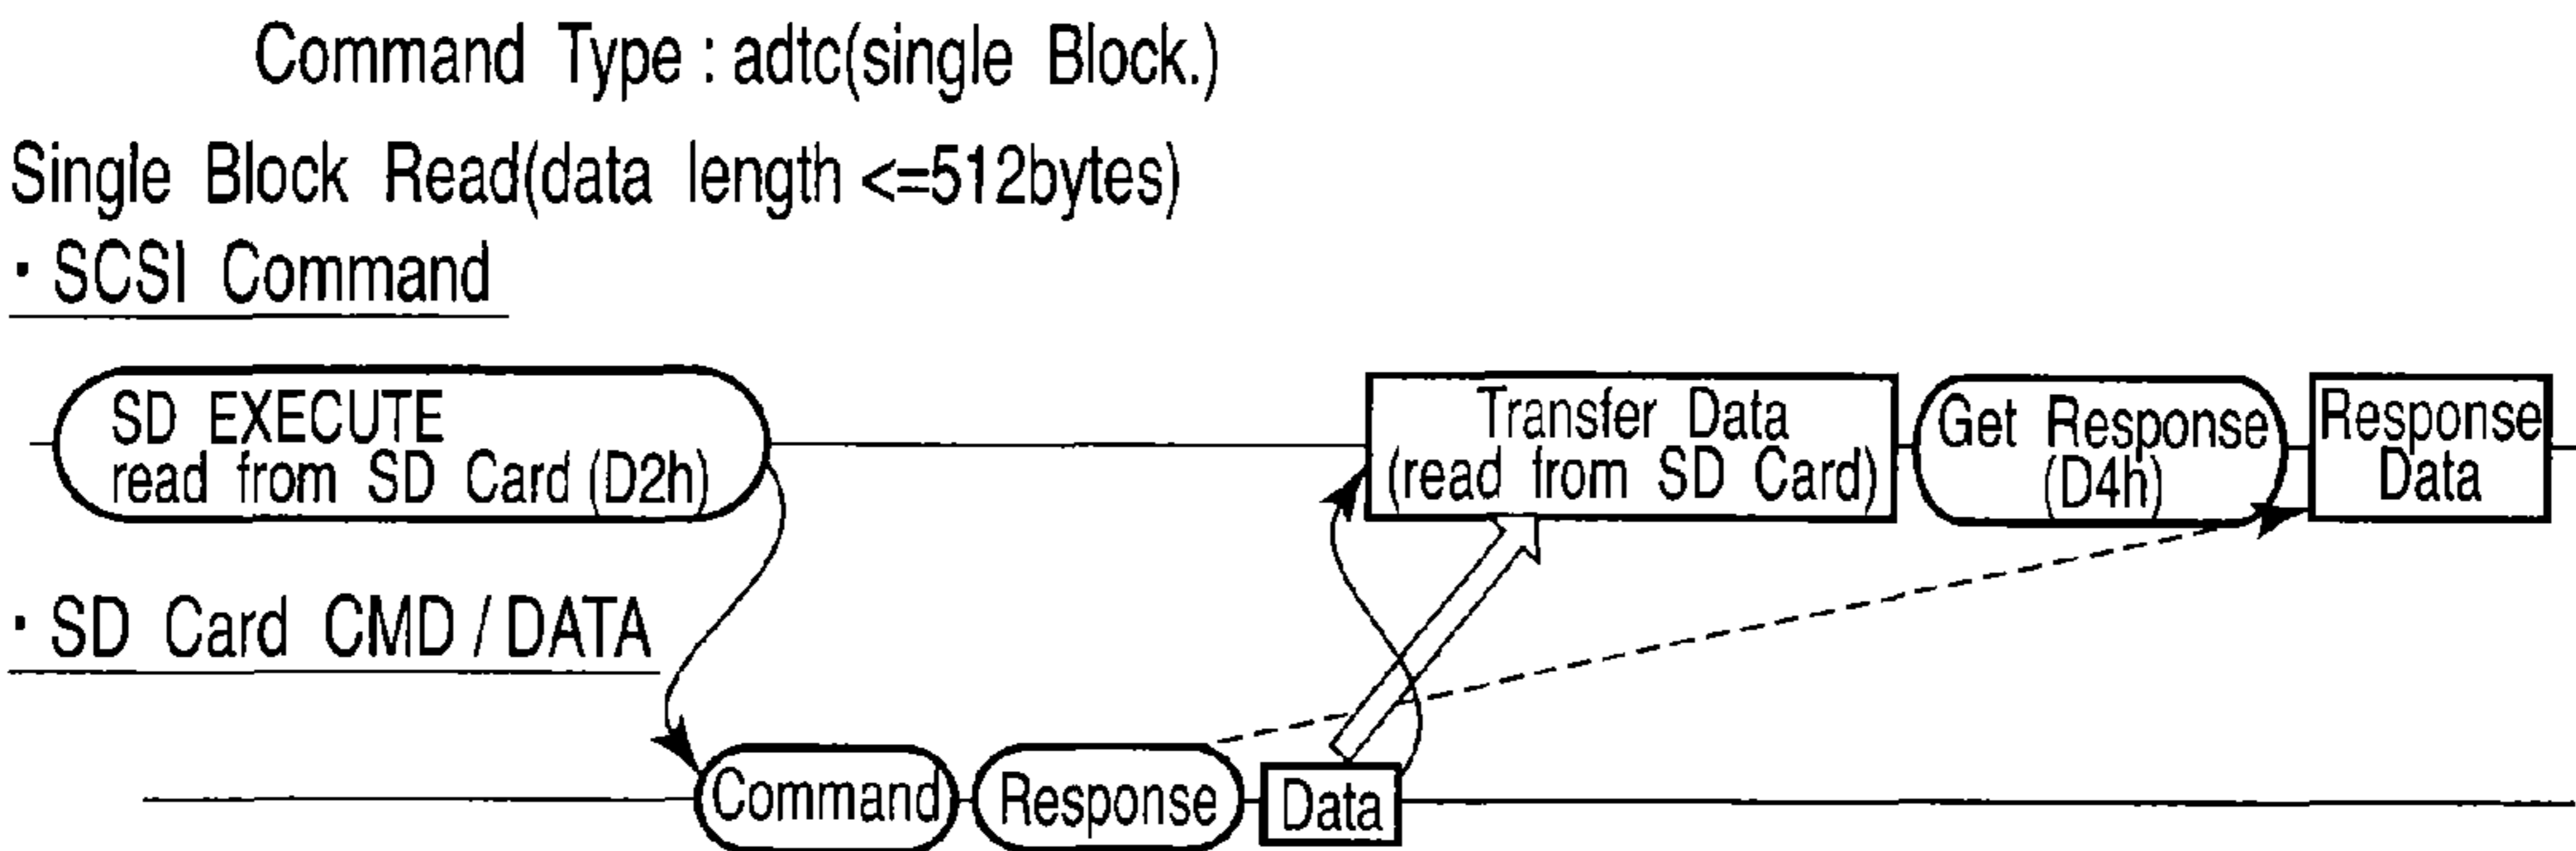 Command Type : adtc(single Block.)
Single Block Read(data length <=512bytes)
· SCSI Command
SD EXECUTE
read from SD Card (D2h)
Transfer Data
(read from SD Card)
Get Response
(D4h)
Response
Data
· SD Card CMD / DATA
Command
Response
Data